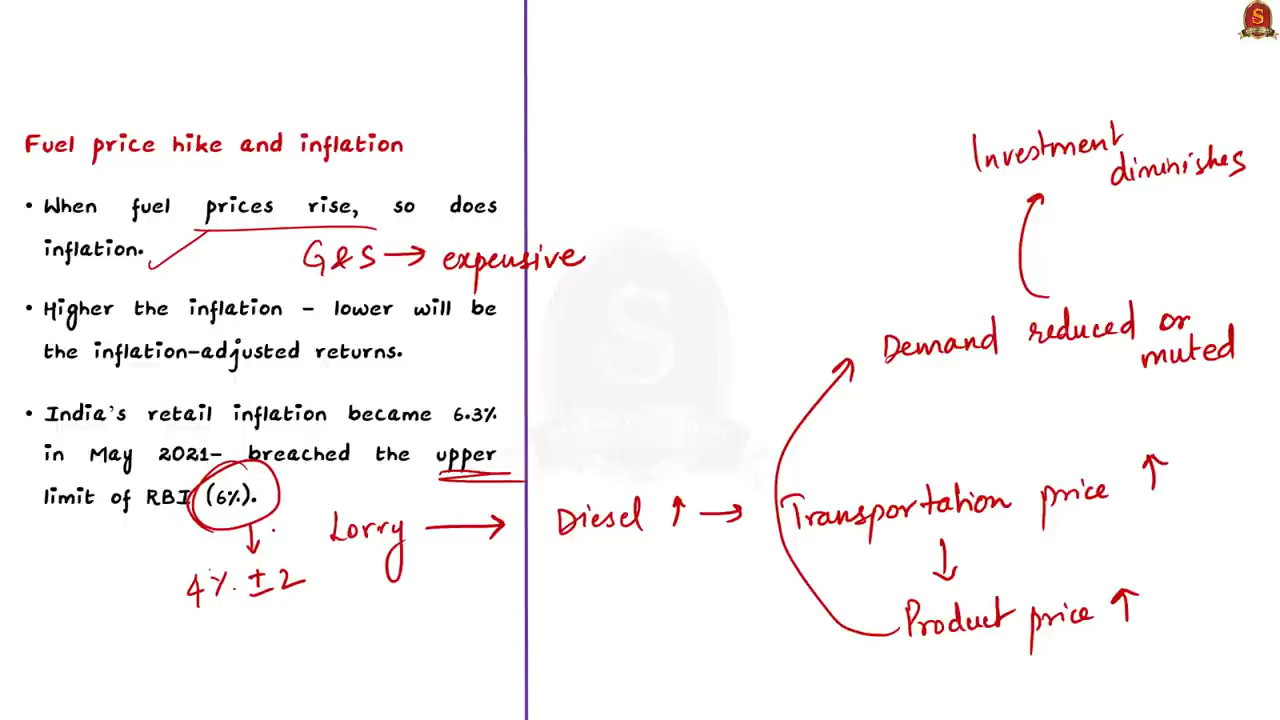 Fuel price hike and inflation
• When fuel prices rise, so does
inflation.
G&S → expensive
• Higher the inflation – lower will be
the inflation-adjusted returns.
• India's retail inflation became 6.3%
in May 2021- breached the upper
limit of RBI (6%).
4% ± 2
Lorry → Diesel ↑ → Transportation price ↑
↓
Product price ↑
Demand reduced or
muted
Investment
diminishes
S
S